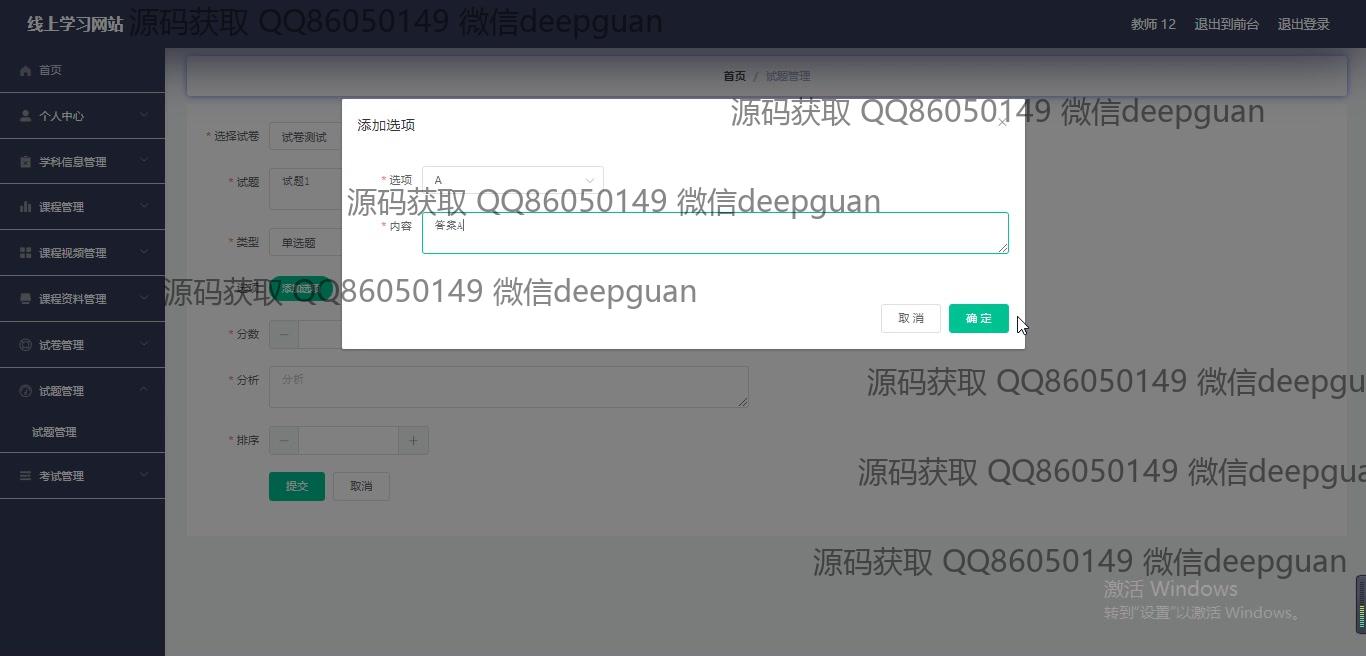 线上学习网站
源码获取 QQ86050149 微信deepguan
教师 12
退出到前台
退出登录
首页
首页 / 试题管理
个人中心
源码获取 QQ86050149 微信deepguan
添加选项
* 选择试卷 试卷测试
学科信息管理
* 试题 试题1
* 选项 A
源码获取 QQ86050149 微信deepguan
课程管理
* 内容 答案A
* 类型 单选题
课程视频管理
添加选项
源码获取 QQ86050149 微信deepguan
课程资料管理
取消 确定
* 分数
试卷管理
* 分析 分析
源码获取 QQ86050149 微信deepgu
试题管理
试题管理
* 排序
考试管理
源码获取 QQ86050149 微信deepgua
提交 取消
源码获取 QQ86050149 微信deepguan
激活 Windows
转到“设置”以激活 Windows。